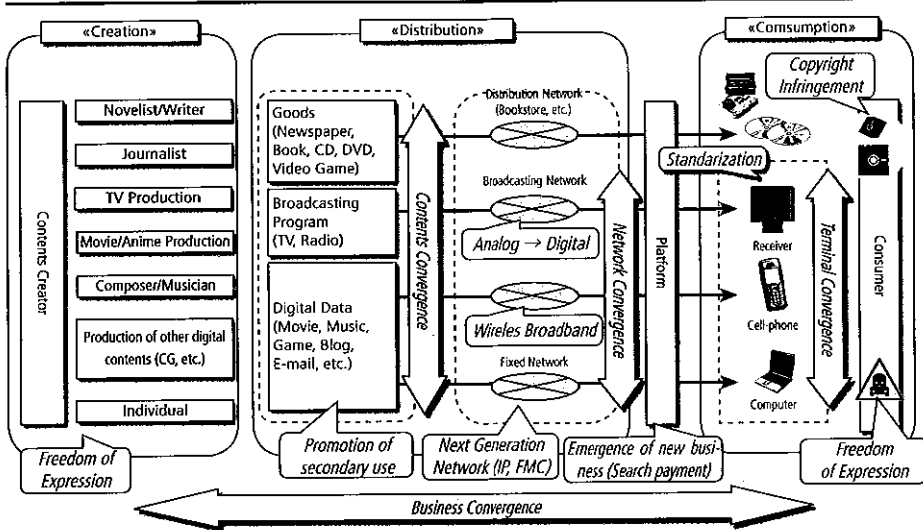 «Creation»
«Distribution»
«Comsumption»
Contents Creator
Novelist/Writer
Journalist
TV Production
Movie/Anime Production
Composer/Musician
Production of other digital
contents (CG, etc.)
Individual
Freedom of
Expression
Goods
(Newspaper,
Book, CD, DVD,
Video Game)
Broadcasting
Program
(TV, Radio)
Digital Data
(Movie, Music,
Game, Blog,
E-mail, etc.)
Contents Convergence
Promotion of
secondary use
Distribution Network
(Bookstore, etc.)
Broadcasting Network
Analog → Digital
Wireles Broadband
Fixed Network
Next Generation
Network (IP, FMC)
Network Convergence
Platform
Emergence of new busi-
ness (Search payment)
Copyright
Infringement
Standarization
Receiver
Cell-phone
Computer
Terminal Convergence
Consumer
Freedom
of Expression
Business Convergence